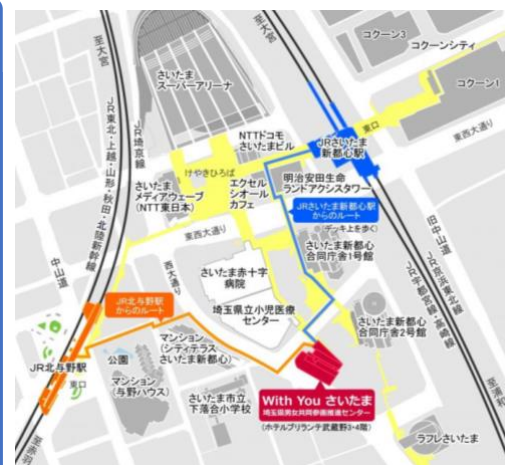 至大宮
至大宮
コクーン3
コクーンシティ
コクーン1
さいたま
スーパーアリーナ
JR東北・上越・山形・秋田・北陸新幹線
JR埼京線
NTTドコモ
さいたまビル
JRさいたま
新都心駅
東口
東西大通り
けやきひろば
さいたま
メディアウェーブ
(NTT東日本)
エクセル
シオール
カフェ
明治安田生命
ランドアクシスタワー
JRさいたま新都心駅
からのルート
(デッキ上を歩く)
東西大通り
中山道
西大通り
さいたま赤十字
病院
さいたま新都心
合同庁舎1号館
旧中山道
JR京浜東北線
JR宇都宮線・高崎線
JR北与野駅
からのルート
埼玉県立小児医療
センター
さいたま新都心
合同庁舎2号館
JR北与野駅
東口
公園
マンション
(シティテラス
さいたま新都心)
マンション
(与野ハウス)
さいたま市立
下落合小学校
With You さいたま
埼玉県男女共同参画推進センター
(ホテルブリランテ武蔵野3・4階)
ラフレさいたま
至赤羽
至浦和